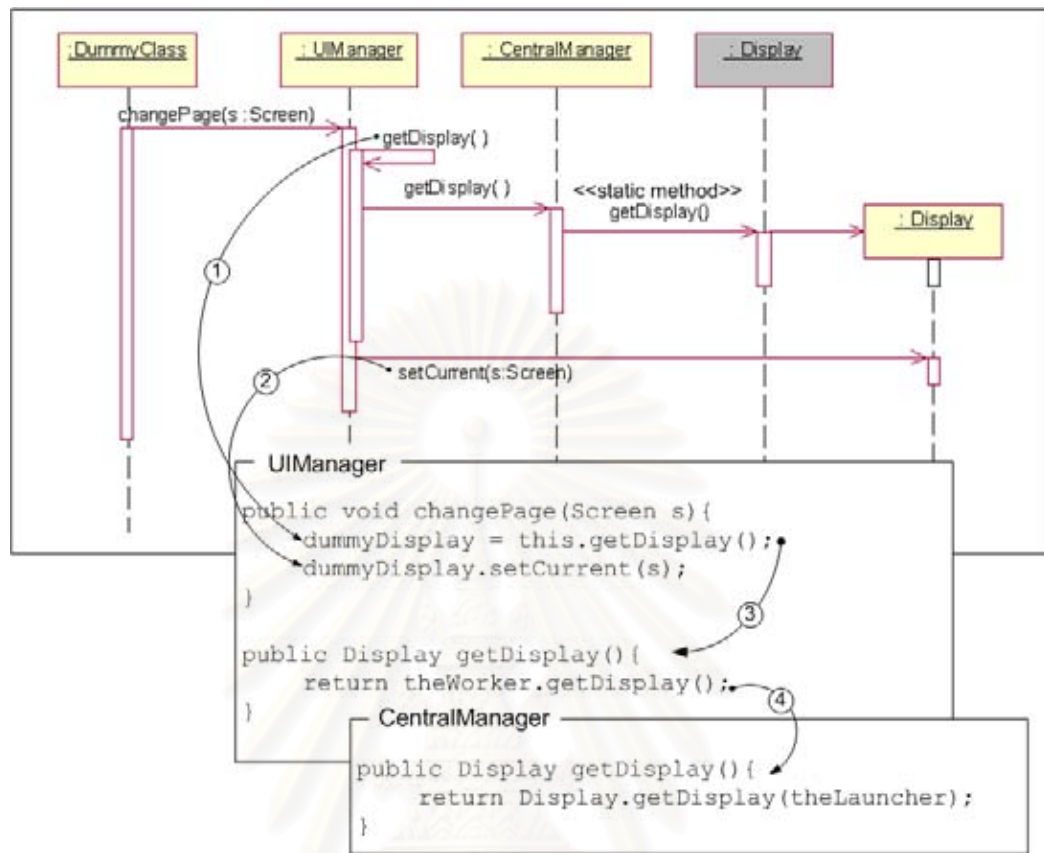 :DummyClass
: UIManager
: CentralManager
: Display
changePage(s : Screen)
getDisplay( )
getDisplay( )
<<static method>>
getDisplay()
: Display
1
2
setCurrent(s:Screen)
UIManager
public void changePage(Screen s){
dummyDisplay = this.getDisplay();
dummyDisplay.setCurrent(s);
}
3
public Display getDisplay(){
return theWorker.getDisplay();
}
4
CentralManager
public Display getDisplay(){
return Display.getDisplay(theLauncher);
}